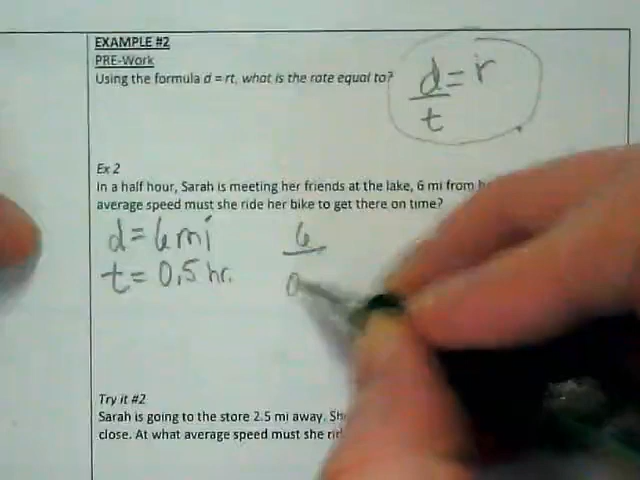 EXAMPLE #2
PRE-Work
Using the formula d = rt, what is the rate equal to?
d/t = r
Ex 2
In a half hour, Sarah is meeting her friends at the lake, 6 mi from
average speed must she ride her bike to get there on time?
d = 6 mi
6
t = 0.5 hr.
0
Try it #2
Sarah is going to the store 2.5 mi away.
close. At what average speed must she